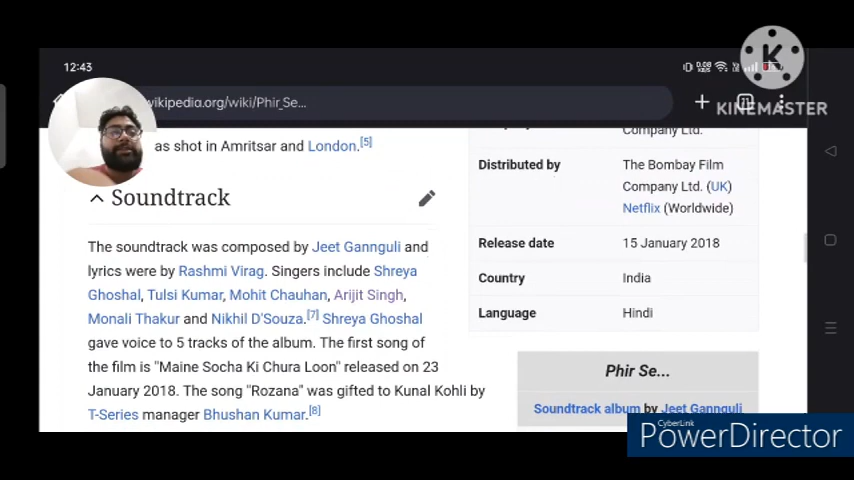 12:43
KINEMASTER
wikipedia.org/wiki/Phir_Se...
as shot in Amritsar and London.[5]
Soundtrack
The soundtrack was composed by Jeet Gannguli and
lyrics were by Rashmi Virag. Singers include Shreya
Ghoshal, Tulsi Kumar, Mohit Chauhan, Arijit Singh,
Monali Thakur and Nikhil D'Souza.[7] Shreya Ghoshal
gave voice to 5 tracks of the album. The first song of
the film is "Maine Socha Ki Chura Loon" released on 23
January 2018. The song "Rozana" was gifted to Kunal Kohli by
T-Series manager Bhushan Kumar.[8]
Company Ltd.
Distributed by The Bombay Film
Company Ltd. (UK)
Netflix (Worldwide)
Release date 15 January 2018
Country India
Language Hindi
Phir Se...
Soundtrack album by Jeet Gannguli
CyberLink
PowerDirector